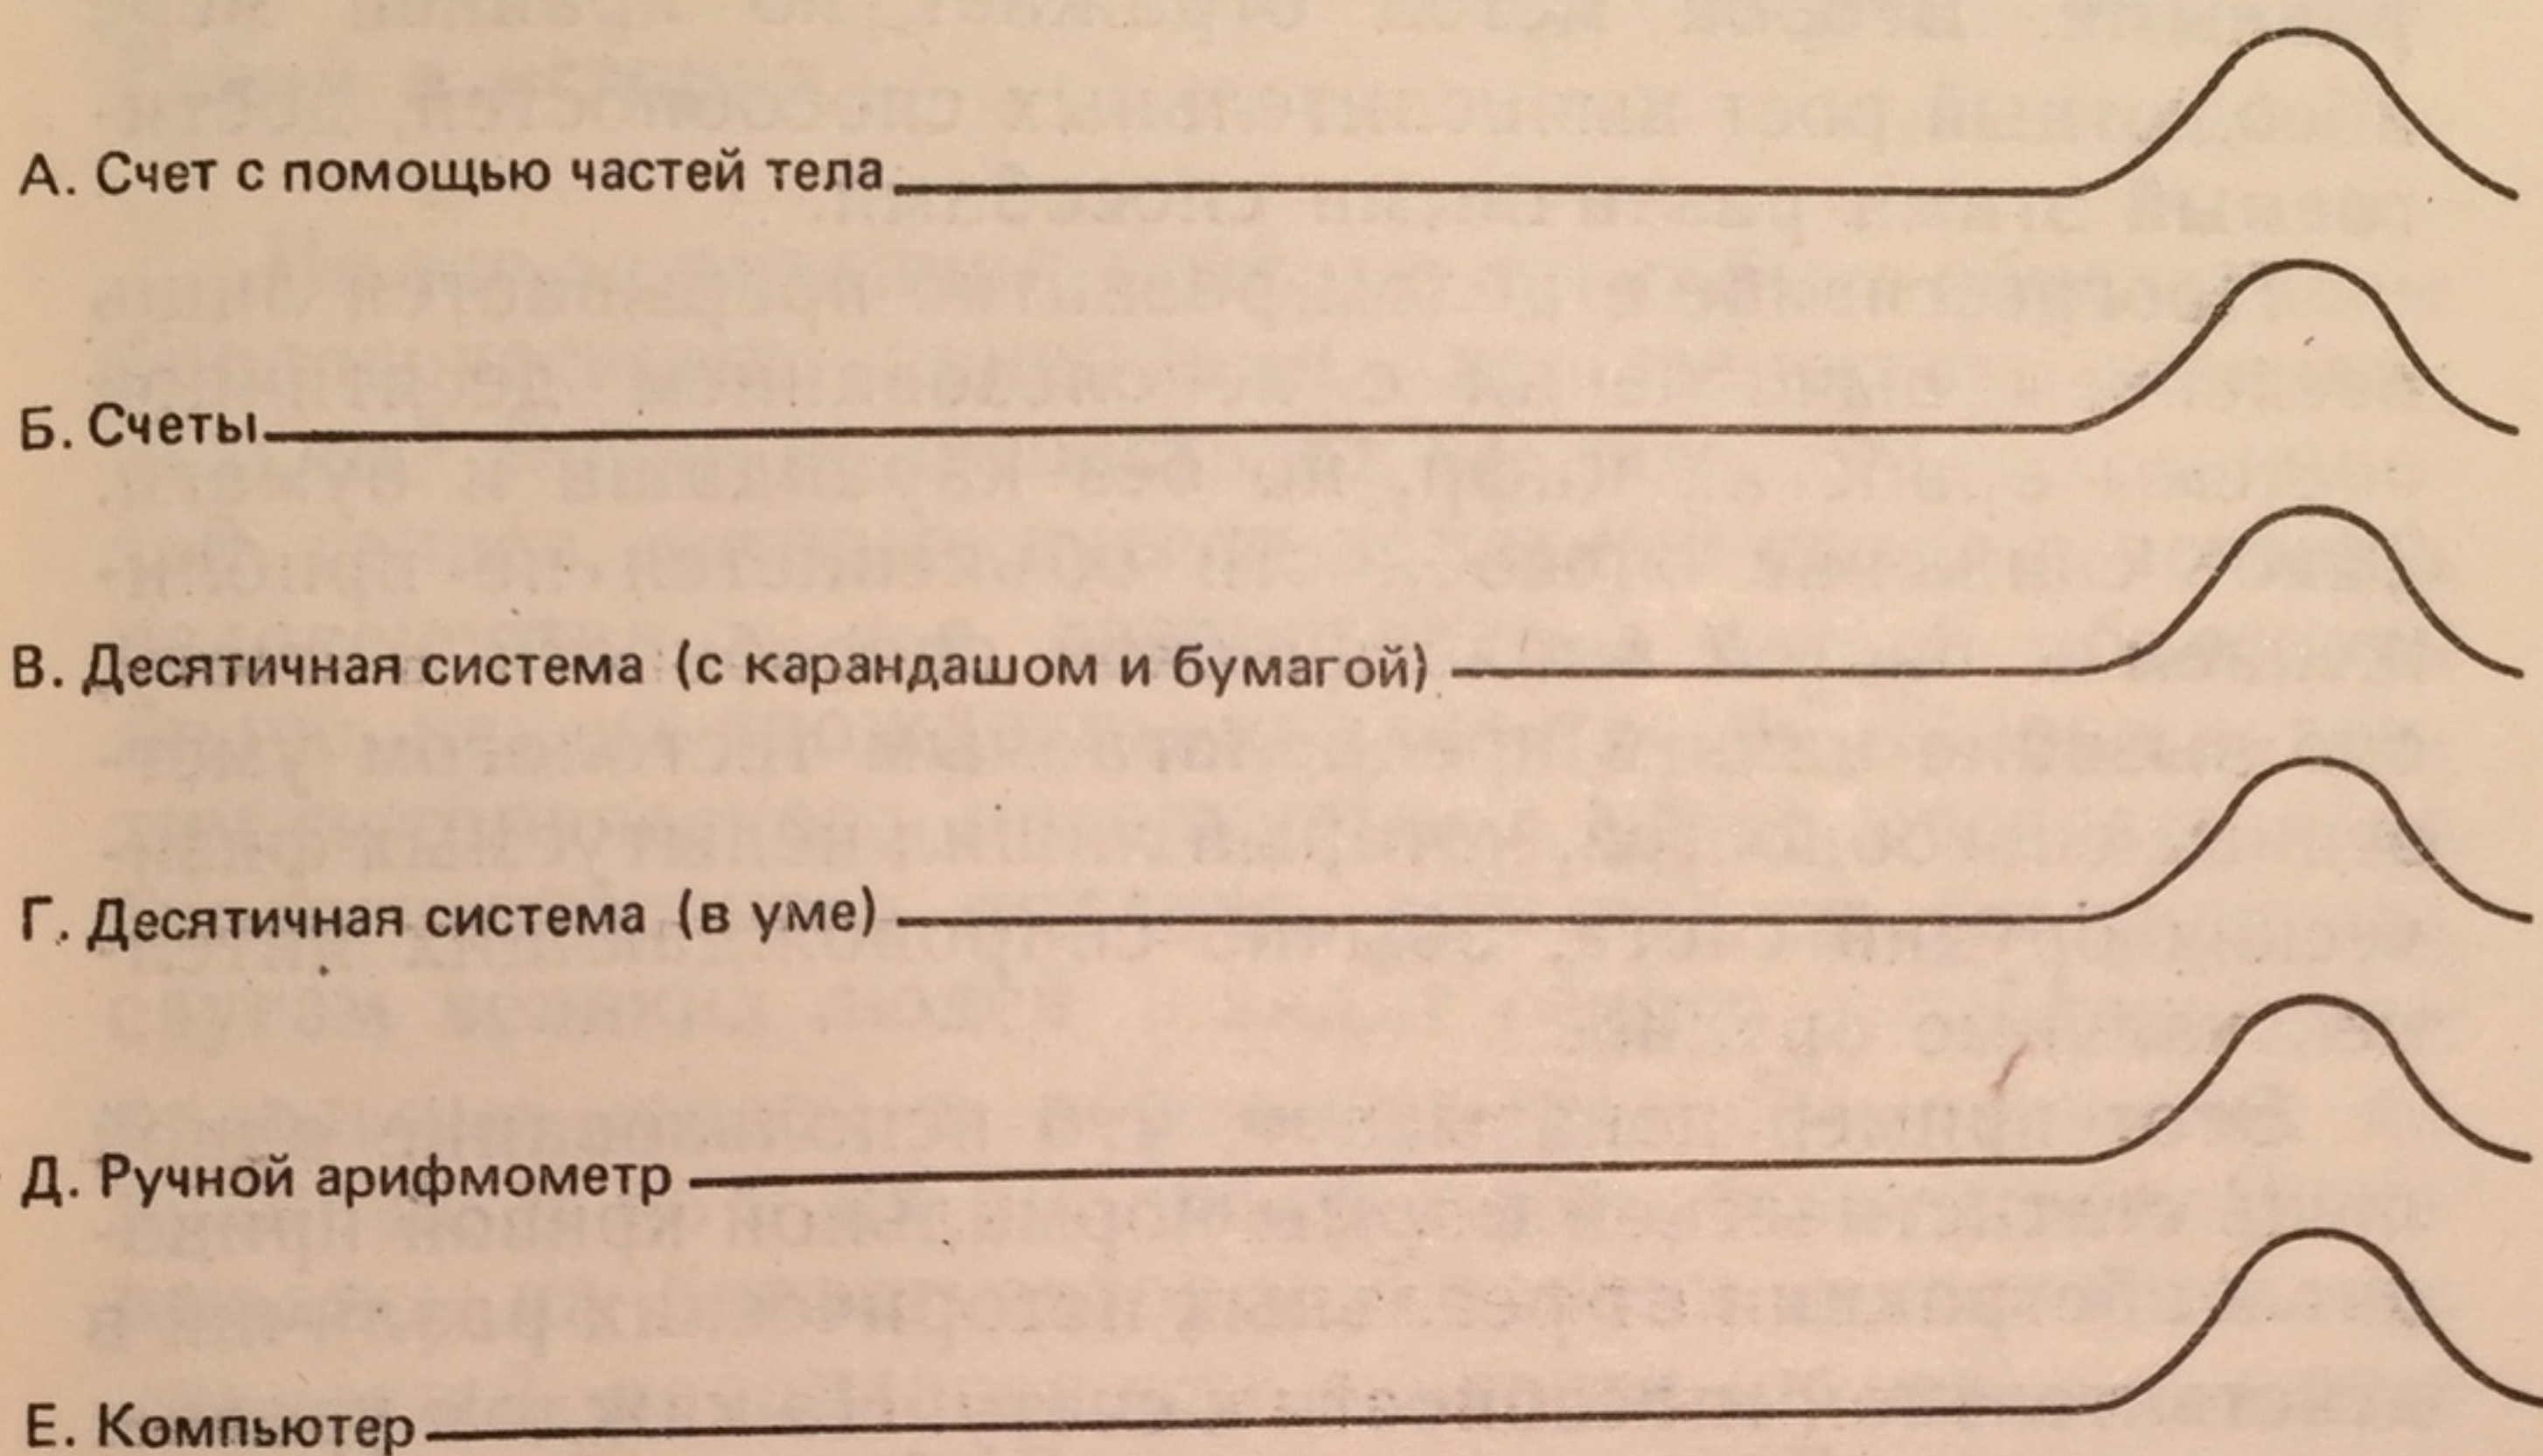 А. Счет с помощью частей тела
Б. Счеты
В. Десятичная система (с карандашом и бумагой)
Г. Десятичная система (в уме)
Д. Ручной арифмометр
Е. Компьютер